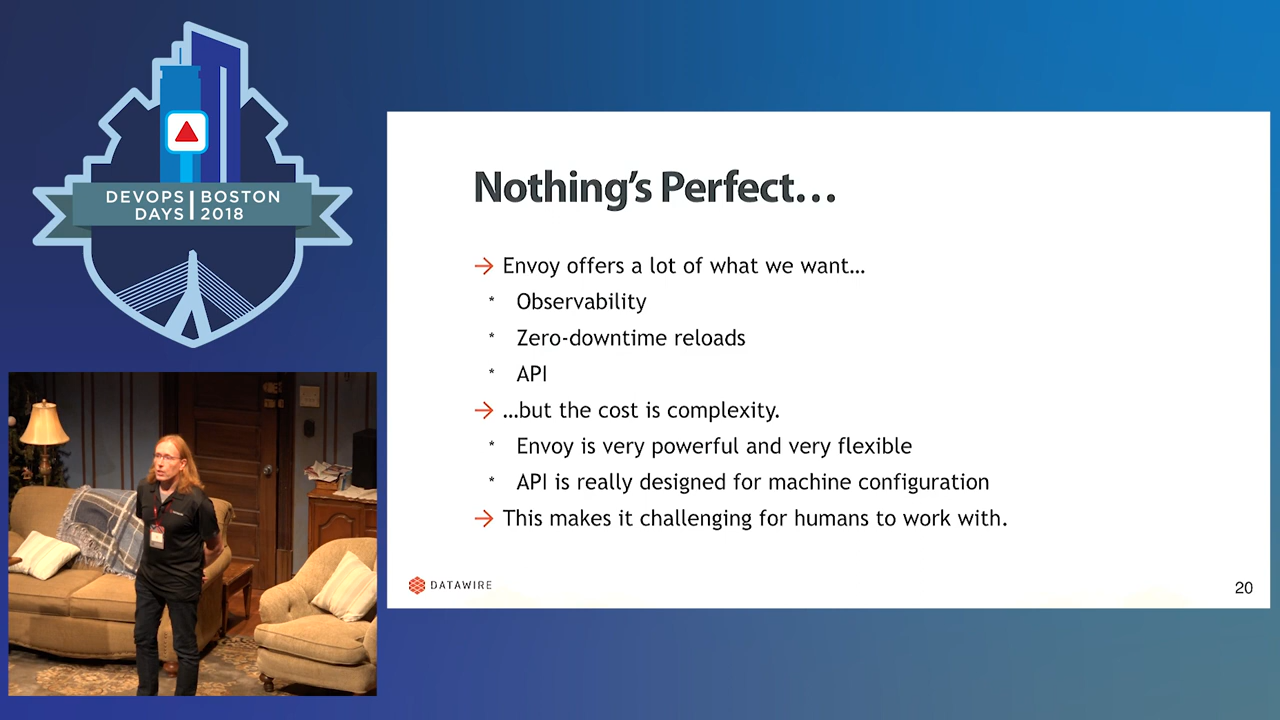 DEVOPS BOSTON
DAYS 2018
Nothing's Perfect…
→ Envoy offers a lot of what we want…
* Observability
* Zero-downtime reloads
* API
→ …but the cost is complexity.
* Envoy is very powerful and very flexible
* API is really designed for machine configuration
→ This makes it challenging for humans to work with.
DATAWIRE
20